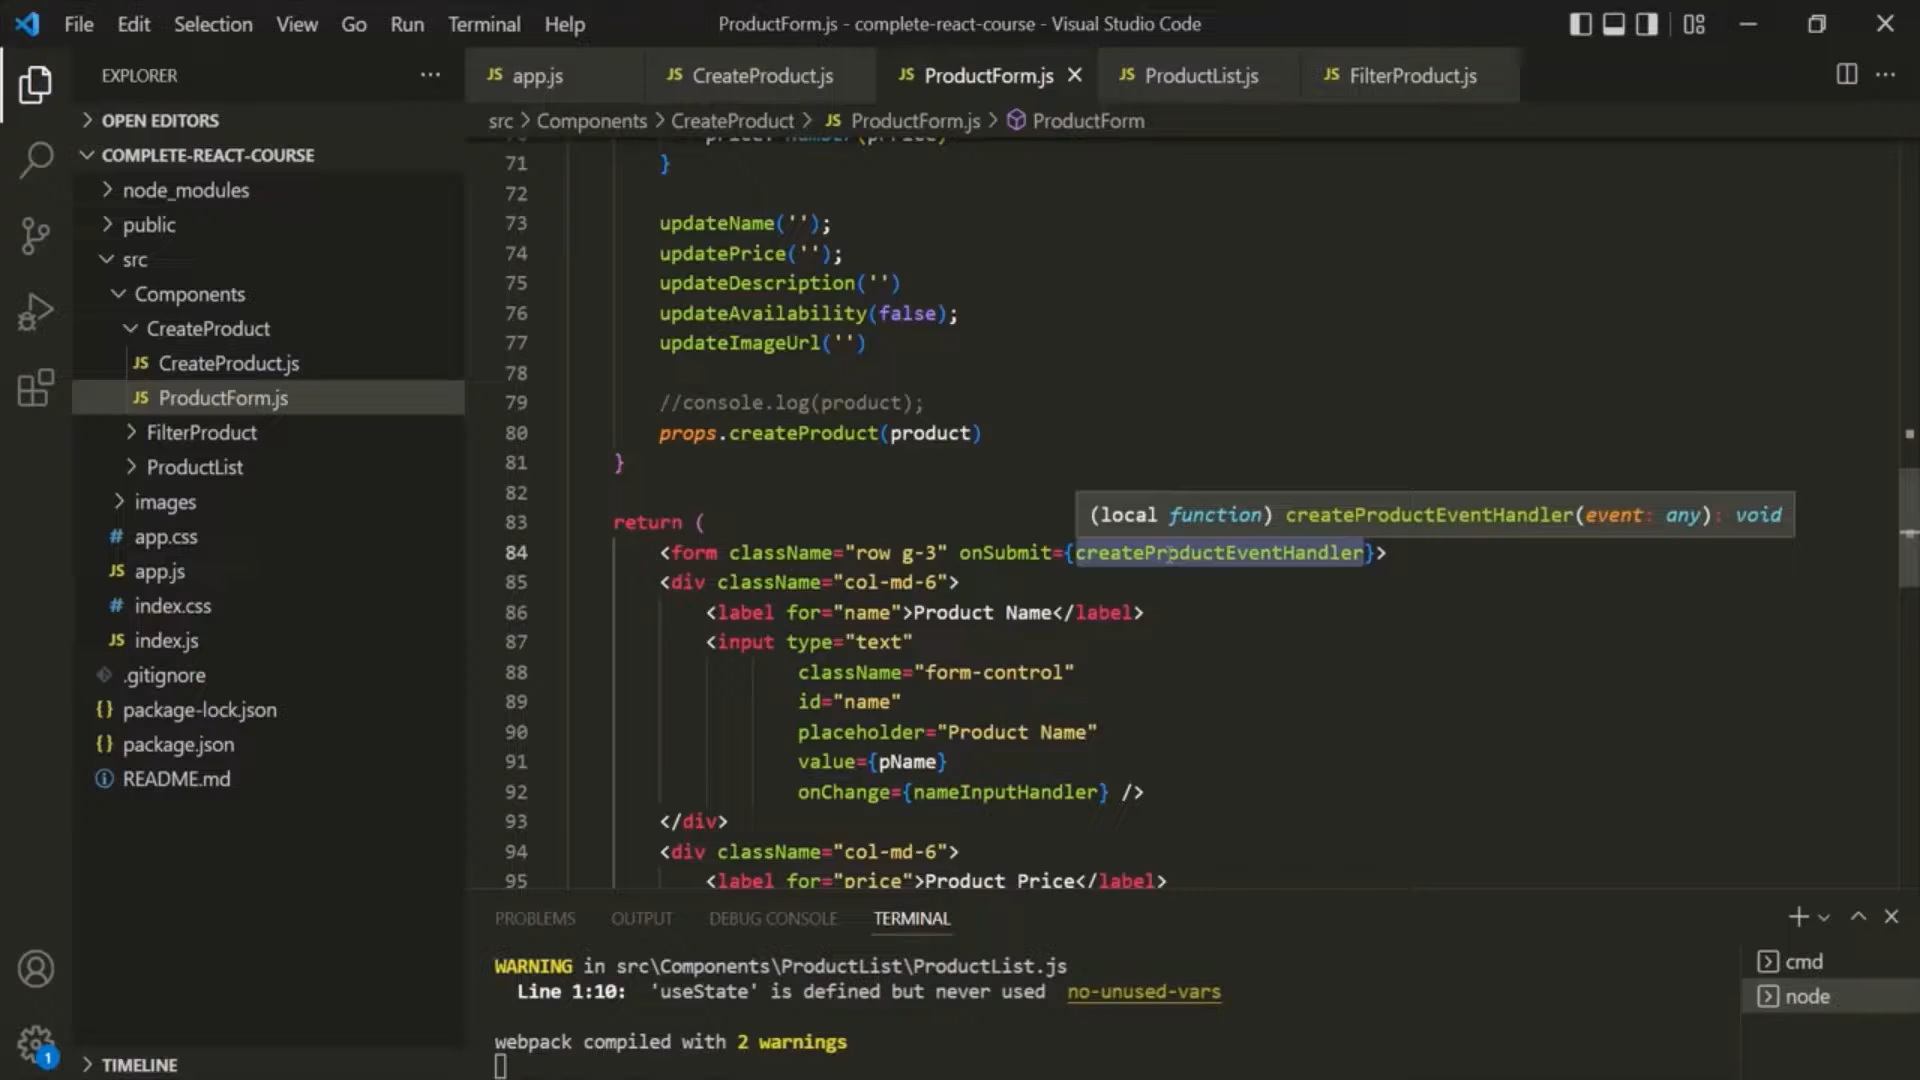 File Edit Selection View Go Run Terminal Help
ProductForm.js - complete-react-course - Visual Studio Code
EXPLORER
JS app.js
JS CreateProduct.js
JS ProductForm.js
JS ProductList.js
JS FilterProduct.js
src > Components > CreateProduct > JS ProductForm.js > ProductForm
OPEN EDITORS
COMPLETE-REACT-COURSE
node_modules
public
src
Components
CreateProduct
JS CreateProduct.js
JS ProductForm.js
FilterProduct
ProductList
images
# app.css
JS app.js
# index.css
JS index.js
.gitignore
{} package-lock.json
{} package.json
README.md
TIMELINE
1
71 }
72
73 updateName('');
74 updatePrice('');
75 updateDescription('')
76 updateAvailability(false);
77 updateImageUrl('')
78
79 //console.log(product);
80 props.createProduct(product)
81 }
82
(local function) createProductEventHandler(event: any): void
83 return (
84 <form className="row g-3" onSubmit={createProductEventHandler}>
85 <div className="col-md-6">
86 <label for="name">Product Name</label>
87 <input type="text"
88 className="form-control"
89 id="name"
90 placeholder="Product Name"
91 value={pName}
92 onChange={nameInputHandler} />
93 </div>
94 <div className="col-md-6">
95 <label for="price">Product Price</label>
PROBLEMS OUTPUT DEBUG CONSOLE TERMINAL
WARNING in src\Components\ProductList\ProductList.js
Line 1:10: 'useState' is defined but never used no-unused-vars
webpack compiled with 2 warnings
cmd
node